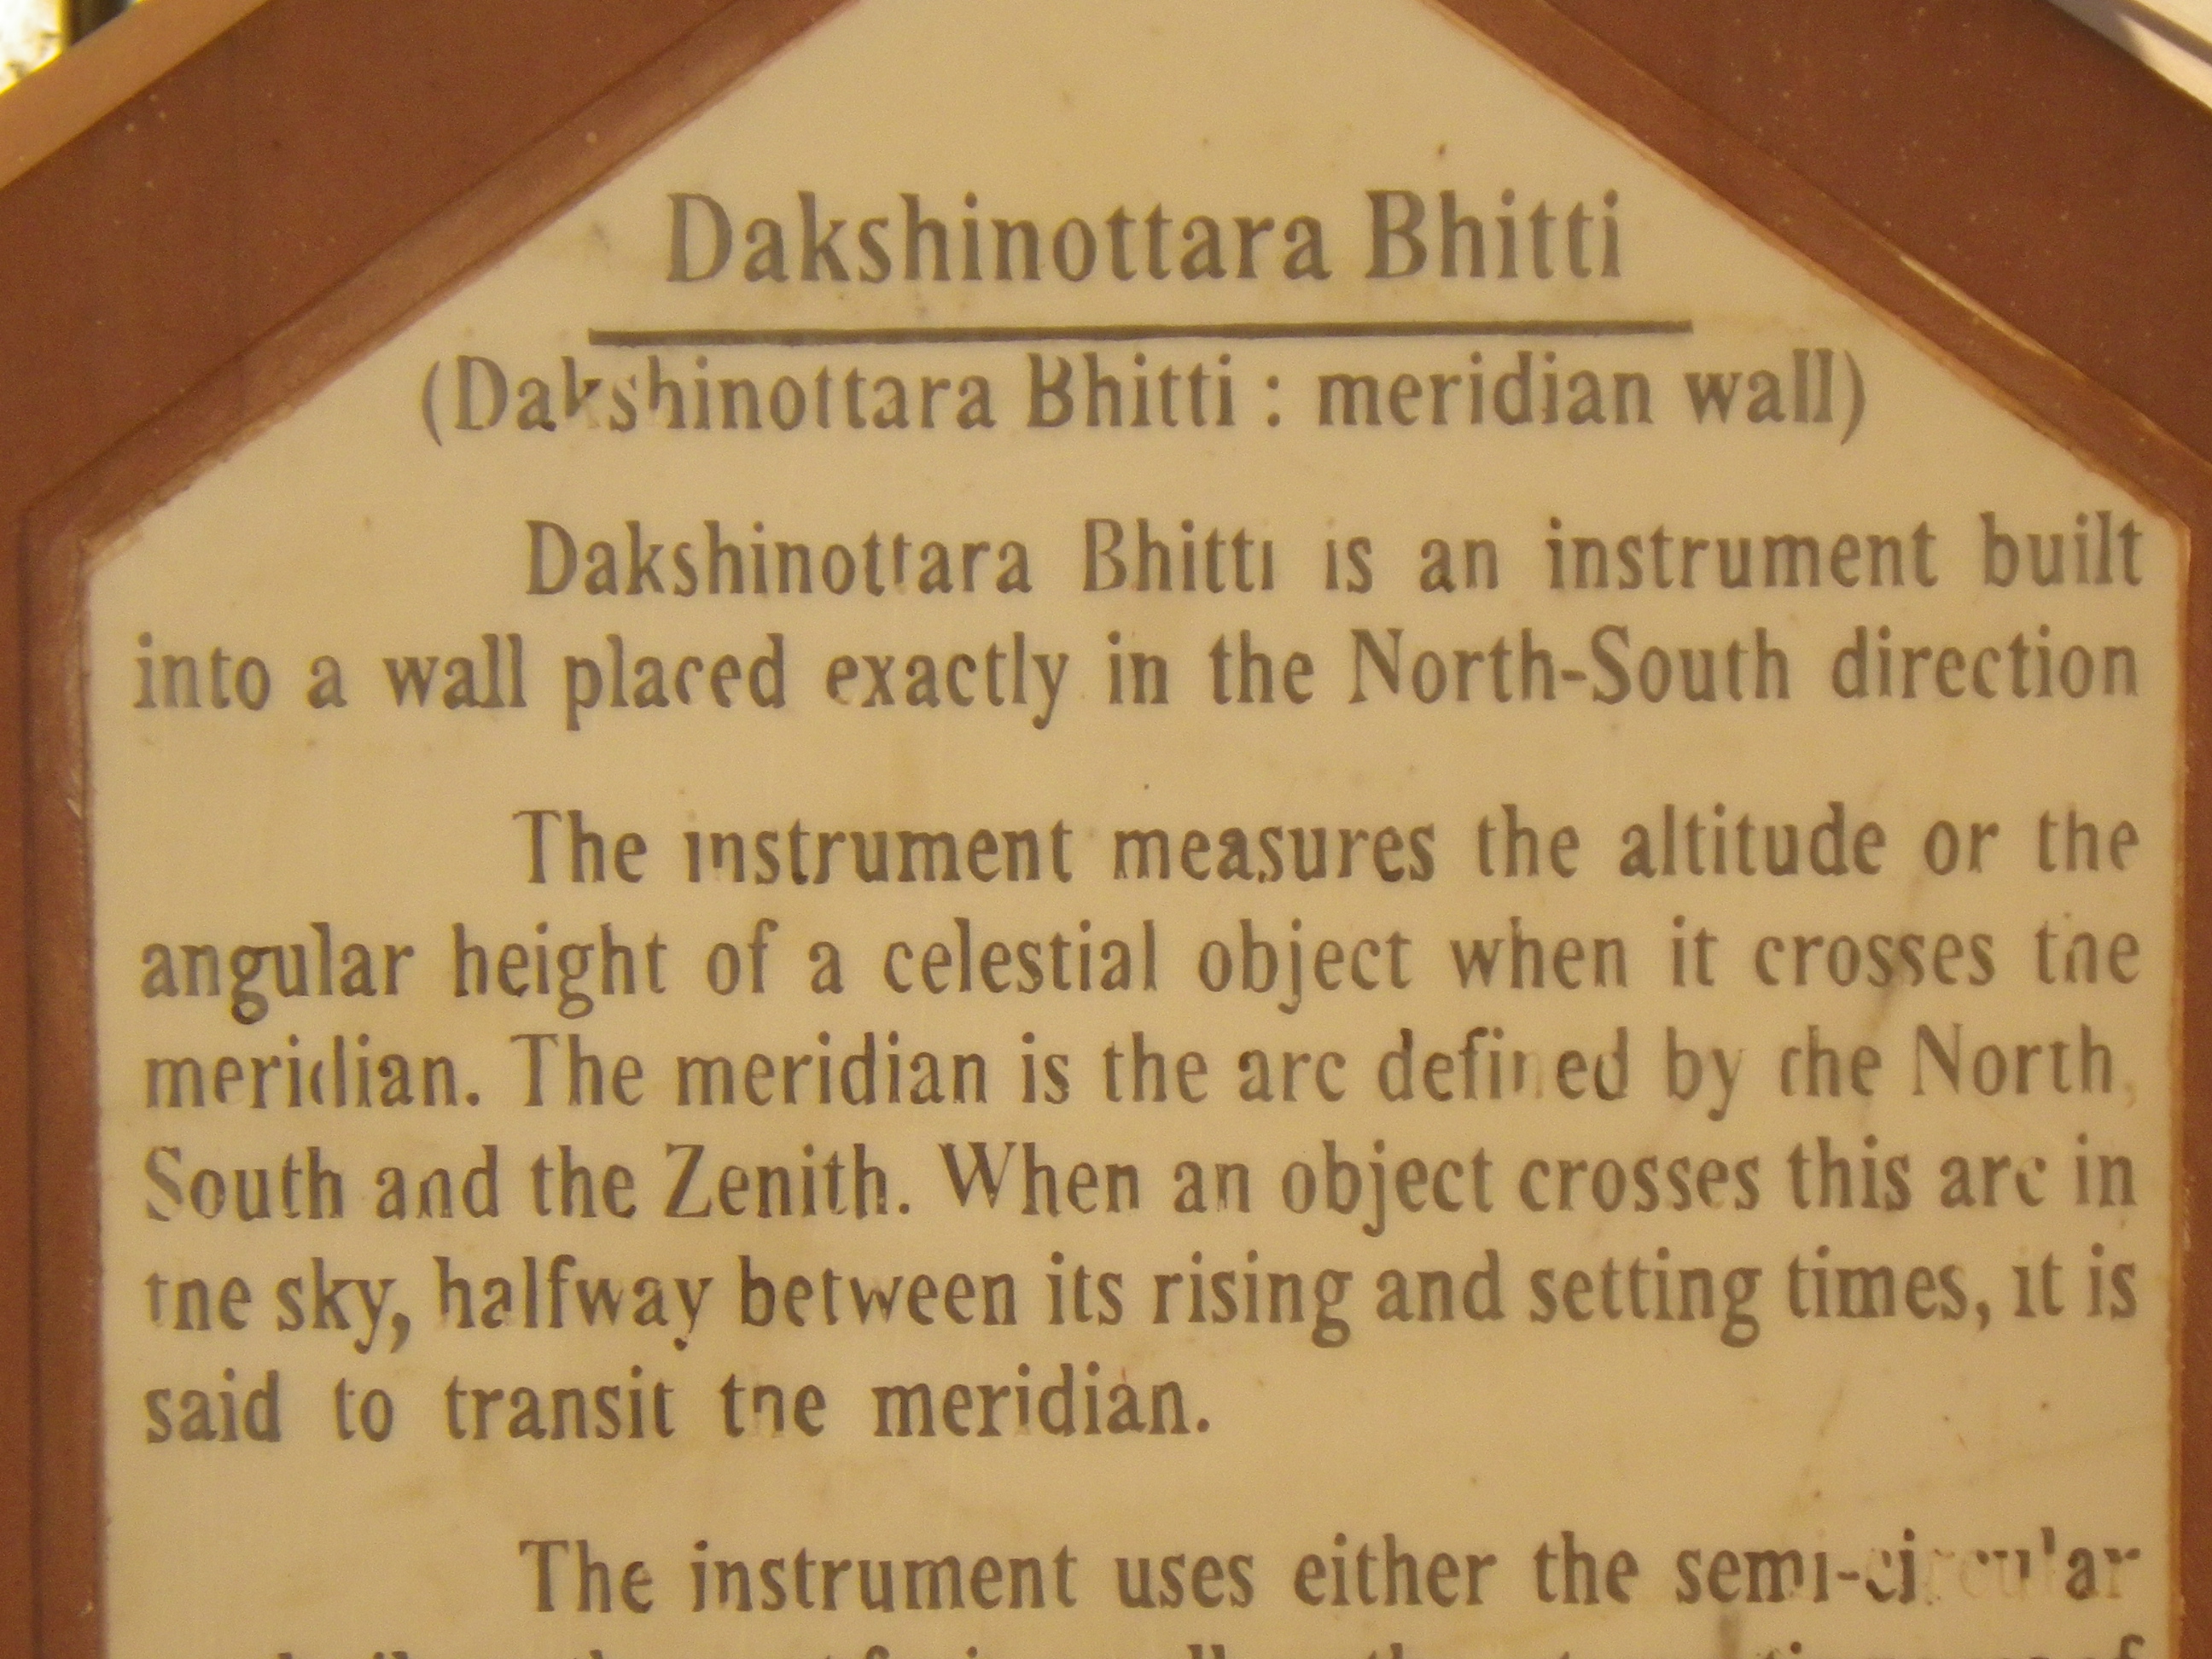 Dakshinottara Bhitti
(Dakshinottara Bhitti : meridian wall)
Dakshinottara Bhitti is an instrument built
into a wall placed exactly in the North-South direction
The instrument measures the altitude or the
angular height of a celestial object when it crosses the
meridian. The meridian is the arc defined by the North,
South and the Zenith. When an object crosses this arc in
the sky, halfway between its rising and setting times, it is
said to transit the meridian.
The instrument uses either the semi-circular